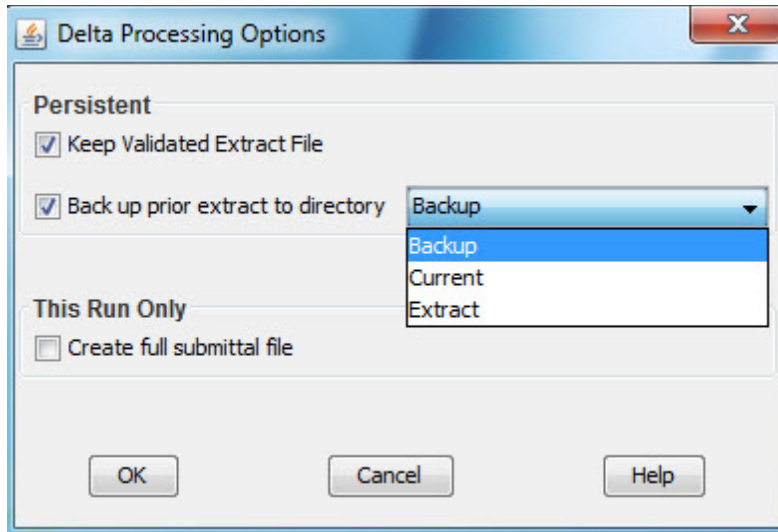 Delta Processing Options
Persistent
Keep Validated Extract File
Back up prior extract to directory Backup
Backup
Current
Extract
This Run Only
Create full submittal file
OK Cancel Help